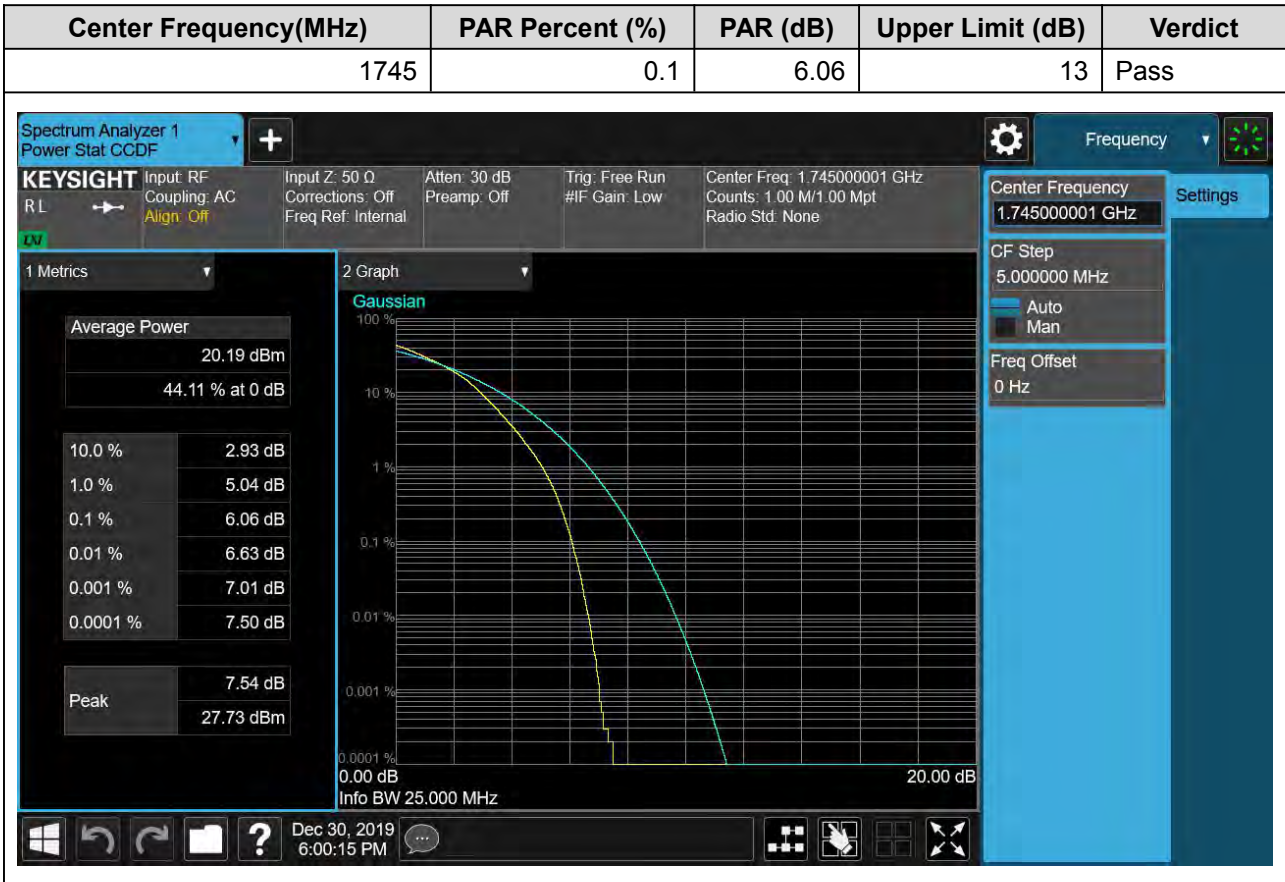 Center Frequency(MHz) PAR Percent (%) PAR (dB) Upper Limit (dB) Verdict
1745 0.1 6.06 13 Pass
Spectrum Analyzer 1
Power Stat CCDF
Frequency
KEYSIGHT
R L
Input: RF
Coupling: AC
Align: Off
Input Z: 50 Ω
Corrections: Off
Freq Ref: Internal
Atten: 30 dB
Preamp: Off
Trig: Free Run
#IF Gain: Low
Center Freq: 1.745000001 GHz
Counts: 1.00 M/1.00 Mpt
Radio Std: None
Center Frequency
1.745000001 GHz
Settings
CF Step
5.000000 MHz
Auto
Man
Freq Offset
0 Hz
1 Metrics
Average Power
20.19 dBm
44.11 % at 0 dB
10.0 % 2.93 dB
1.0 % 5.04 dB
0.1 % 6.06 dB
0.01 % 6.63 dB
0.001 % 7.01 dB
0.0001 % 7.50 dB
Peak
7.54 dB
27.73 dBm
2 Graph
Gaussian
100 %
10 %
1 %
0.1 %
0.01 %
0.001 %
0.0001 %
0.00 dB 20.00 dB
Info BW 25.000 MHz
?
Dec 30, 2019
6:00:15 PM